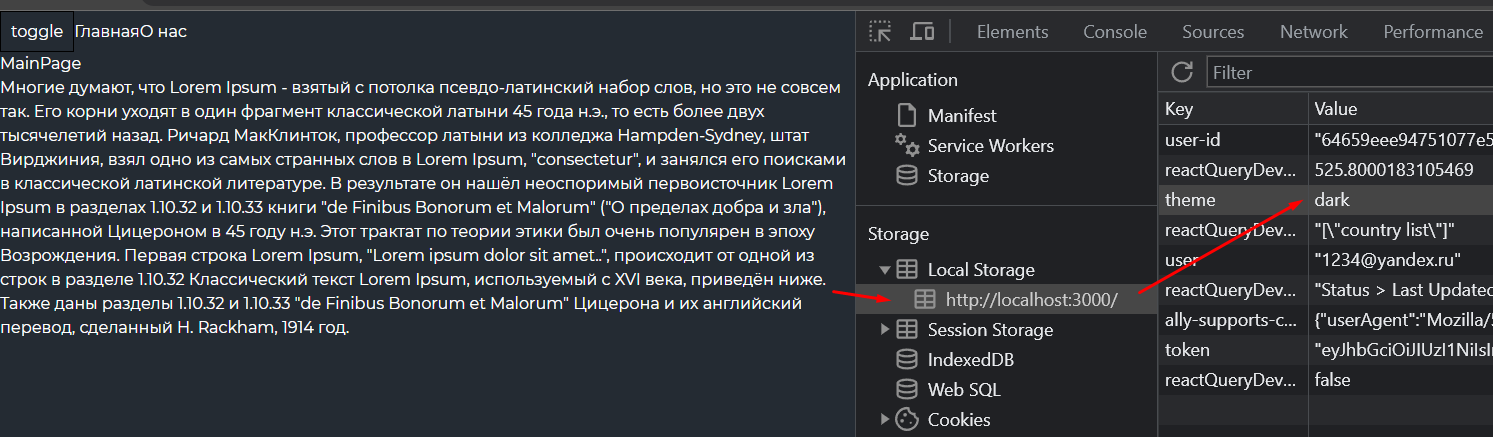 toggle ГлавнаяО нас
MainPage
Многие думают, что Lorem Ipsum - взятый с потолка псевдо-латинский набор слов, но это не совсем
так. Его корни уходят в один фрагмент классической латыни 45 года н.э., то есть более двух
тысячелетий назад. Ричард МакКлинток, профессор латыни из колледжа Hampden-Sydney, штат
Вирджиния, взял одно из самых странных слов в Lorem Ipsum, "consectetur", и занялся его поисками
в классической латинской литературе. В результате он нашёл неоспоримый первоисточник Lorem
Ipsum в разделах 1.10.32 и 1.10.33 книги "de Finibus Bonorum et Malorum" ("О пределах добра и зла"),
написанной Цицероном в 45 году н.э. Этот трактат по теории этики был очень популярен в эпоху
Возрождения. Первая строка Lorem Ipsum, "Lorem ipsum dolor sit amet..", происходит от одной из
строк в разделе 1.10.32 Классический текст Lorem Ipsum, используемый с XVI века, приведён ниже.
Также даны разделы 1.10.32 и 1.10.33 "de Finibus Bonorum et Malorum" Цицерона и их английский
перевод, сделанный H. Rackham, 1914 год.
Elements Console Sources Network Performance
Application
Manifest
Service Workers
Storage
Storage
Local Storage
http://localhost:3000/
Session Storage
IndexedDB
Web SQL
Cookies
Filter
Key Value
user-id "64659eee94751077e5
reactQueryDev... 525.8000183105469
theme dark
reactQueryDev... "[\"country list\"]"
user "1234@yandex.ru"
reactQueryDev... "Status > Last Updated
ally-supports-c... {"userAgent":"Mozilla/5
token "eyJhbGciOiJIUzI1NiIsIn
reactQueryDev... false